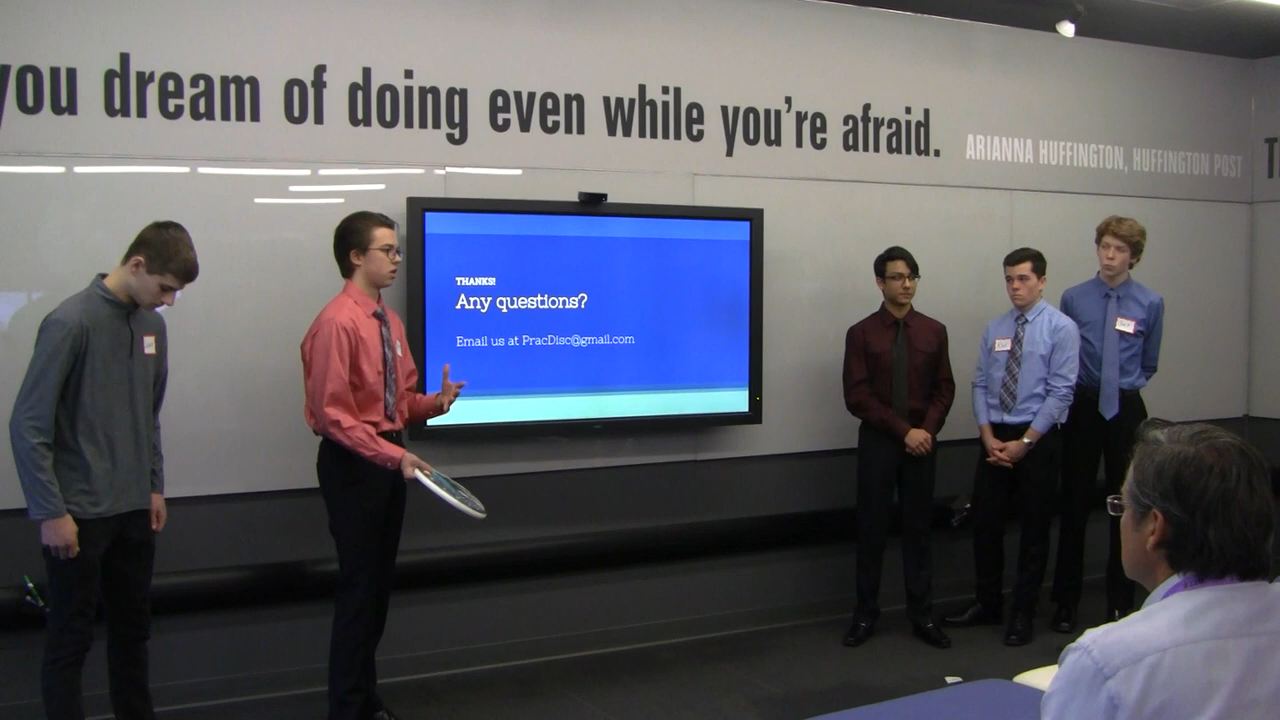 you dream of doing even while you're afraid.
ARIANNA HUFFINGTON, HUFFINGTON POST
THANKS!
Any questions?
Email us at PracDisc@gmail.com